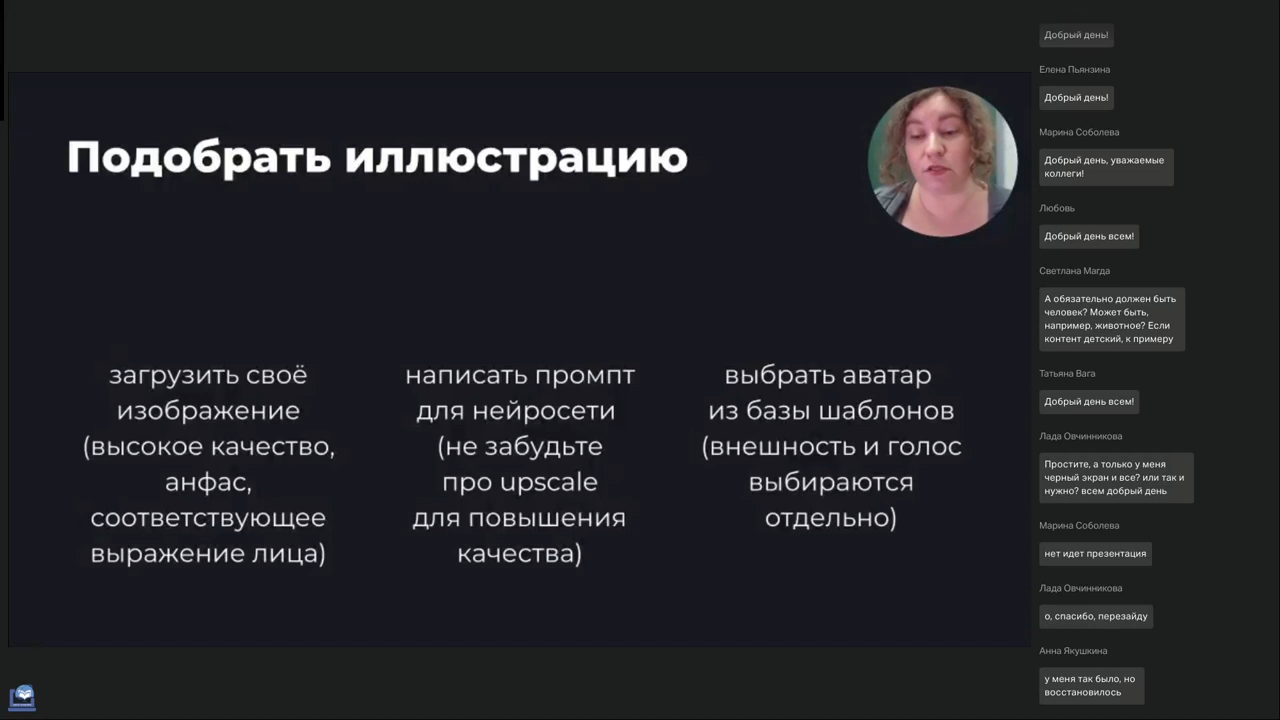 Подобрать иллюстрацию
загрузить своё
изображение
(высокое качество,
анфас,
соответствующее
выражение лица)
написать промпт
для нейросети
(не забудьте
про upscale
для повышения
качества)
выбрать аватар
из базы шаблонов
(внешность и голос
выбираются
отдельно)
Добрый день!
Елена Пьянзина
Добрый день!
Марина Соболева
Добрый день, уважаемые
коллеги!
Любовь
Добрый день всем!
Светлана Магда
А обязательно должен быть
человек? Может быть,
например, животное? Если
контент детский, к примеру
Татьяна Вага
Добрый день всем!
Лада Овчинникова
Простите, а только у меня
черный экран и все? или так и
нужно? всем добрый день
Марина Соболева
нет идет презентация
Лада Овчинникова
о, спасибо, перезайду
Анна Якушкина
у меня так было, но
восстановилось